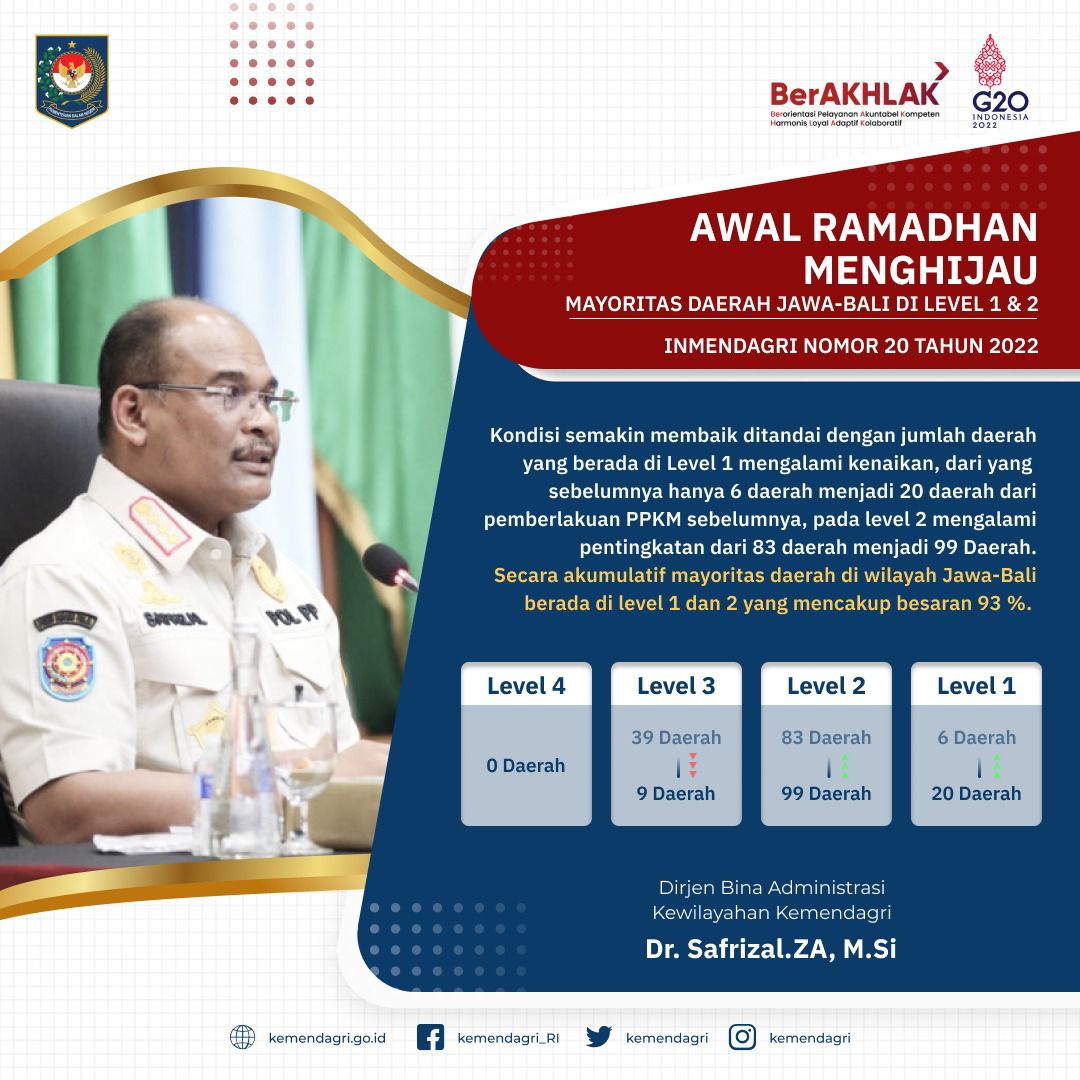 KEMENTERIAN DALAM NEGERI
BerAKHLAK
Berorientasi Pelayanan Akuntabel Kompeten
Harmonis Loyal Adaptif Kolaboratif
G20
INDONESIA
2022
AWAL RAMADHAN
MENGHIJAU
MAYORITAS DAERAH JAWA-BALI DI LEVEL 1 & 2
INMENDAGRI NOMOR 20 TAHUN 2022
Kondisi semakin membaik ditandai dengan jumlah daerah
yang berada di Level 1 mengalami kenaikan, dari yang
sebelumnya hanya 6 daerah menjadi 20 daerah dari
pemberlakuan PPKM sebelumnya, pada level 2 mengalami
pentingkatan dari 83 daerah menjadi 99 Daerah.
Secara akumulatif mayoritas daerah di wilayah Jawa-Bali
berada di level 1 dan 2 yang mencakup besaran 93 %.
SAFRIZAL
POL PP
Level 4
0 Daerah
Level 3
39 Daerah
9 Daerah
Level 2
83 Daerah
99 Daerah
Level 1
6 Daerah
20 Daerah
Dirjen Bina Administrasi
Kewilayahan Kemendagri
Dr. Safrizal.ZA, M.Si
kemendagri.go.id
kemendagri_RI
kemendagri
kemendagri